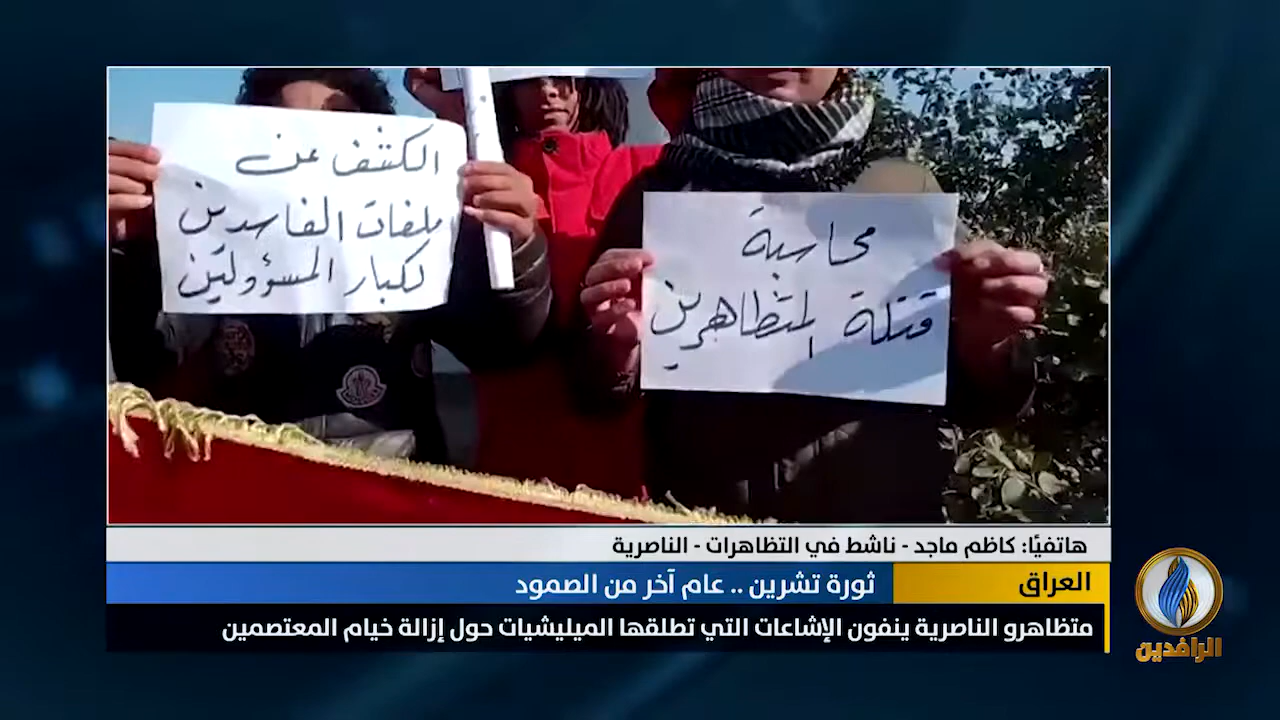 الكشف عن
ملفات الفاسدين
لكبار المسؤولين
محاسبة
قتلة المتظاهرين
هاتفيًا: كاظم ماجد - ناشط في التظاهرات - الناصرية
العراق
ثورة تشرين .. عام آخر من الصمود
متظاهرو الناصرية ينفون الإشاعات التي تطلقها الميليشيات حول إزالة خيام المعتصمين
الرافدين